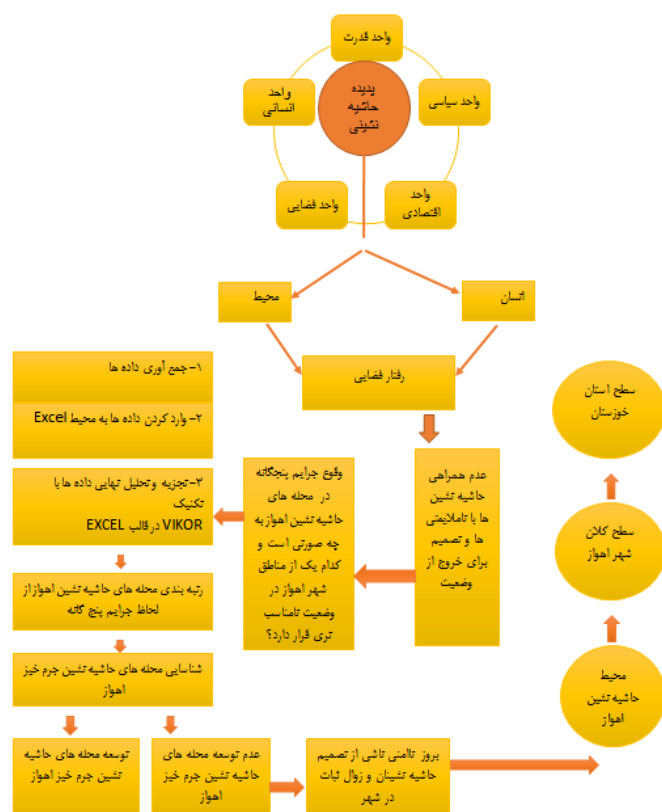 واحد قدرت
پدیده
حاشیه
نشینی
واحد
انسانی
واحد سیاسی
واحد فضایی
واحد
اقتصادی
محیط
انسان
رفتار فضایی
۱- جمع آوری داده ها
۲- وارد کردن داده ها به محیط Excel
۳- تجزیه و تحلیل نهایی داده ها با
تکنیک
VIKOR در قالب EXCEL
وقوع جرایم پنجگانه
در محله های
حاشیه نشین اهواز به
چه صورتی است و
کدام یک از مناطق
شهر اهواز در
وضعیت نامناسب
تری قرار دارد؟
عدم همراهی
حاشیه نشین
ها با ناملایمتی
ها و تصمیم
برای خروج از
وضعیت
سطح استان
خوزستان
سطح کلان
شهر اهواز
محیط
حاشیه نشین
اهواز
رتبه بندی محله های حاشیه نشین اهواز از
لحاظ جرایم پنج گانه
شناسایی محله های حاشیه نشین جرم خیز
اهواز
توسعه محله های حاشیه
نشین جرم خیز اهواز
عدم توسعه محله های
حاشیه نشین جرم خیز
اهواز
بروز ناامنی ناشی از تصمیم
حاشیه نشینان و زوال ثبات
در شهر